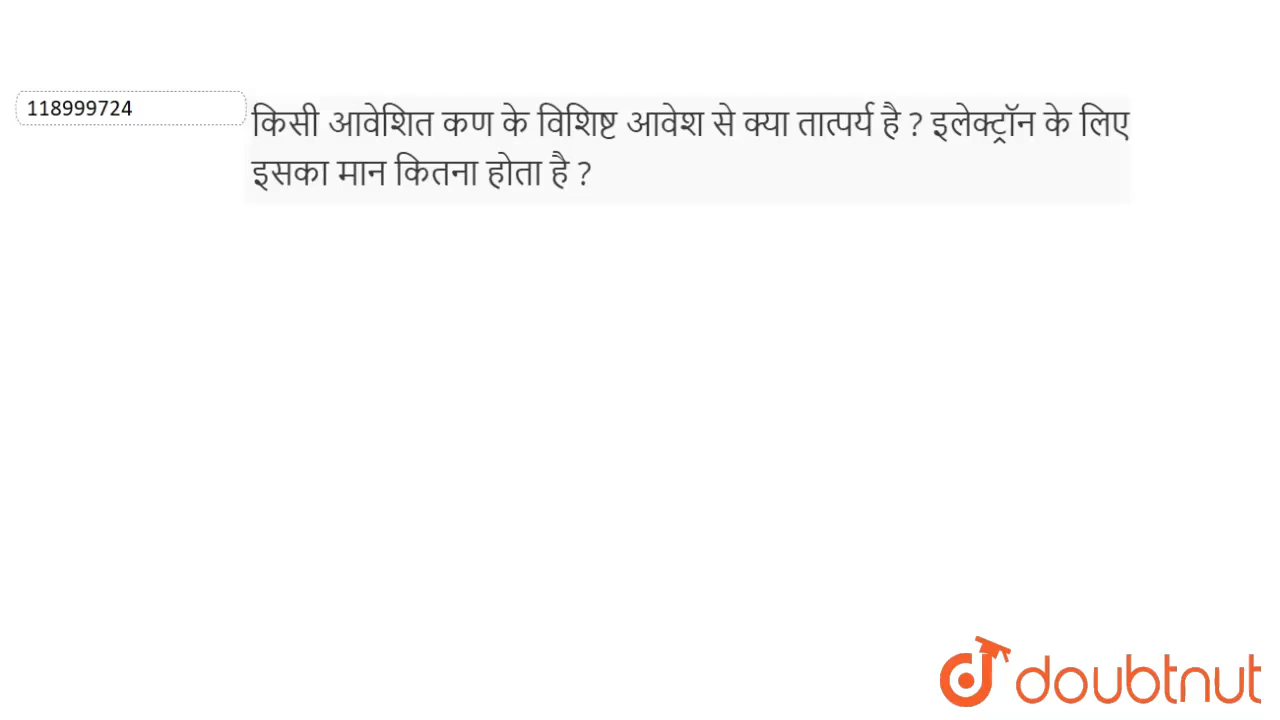 118999724
किसी आवेशित कण के विशिष्ट आवेश से क्या तात्पर्य है ? इलेक्ट्रॉन के लिए
इसका मान कितना होता है ?
doubtnut